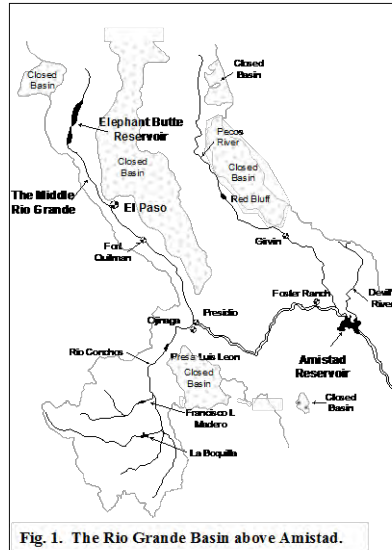 Closed
Basin
Closed
Basin
Elephant Butte
Reservoir
Pecos
River
Closed
Basin
Closed
Basin
The Middle
Rio Grande
Red Bluff
El Paso
Girvin
Fort
Quitman
Foster Ranch
Devil's
River
Presidio
Ojinaga
Amistad
Reservoir
Rio Conchos
Presa Luis Leon
Closed
Basin
Closed
Basin
Francisco I.
Madero
La Boquilla
Fig. 1. The Rio Grande Basin above Amistad.